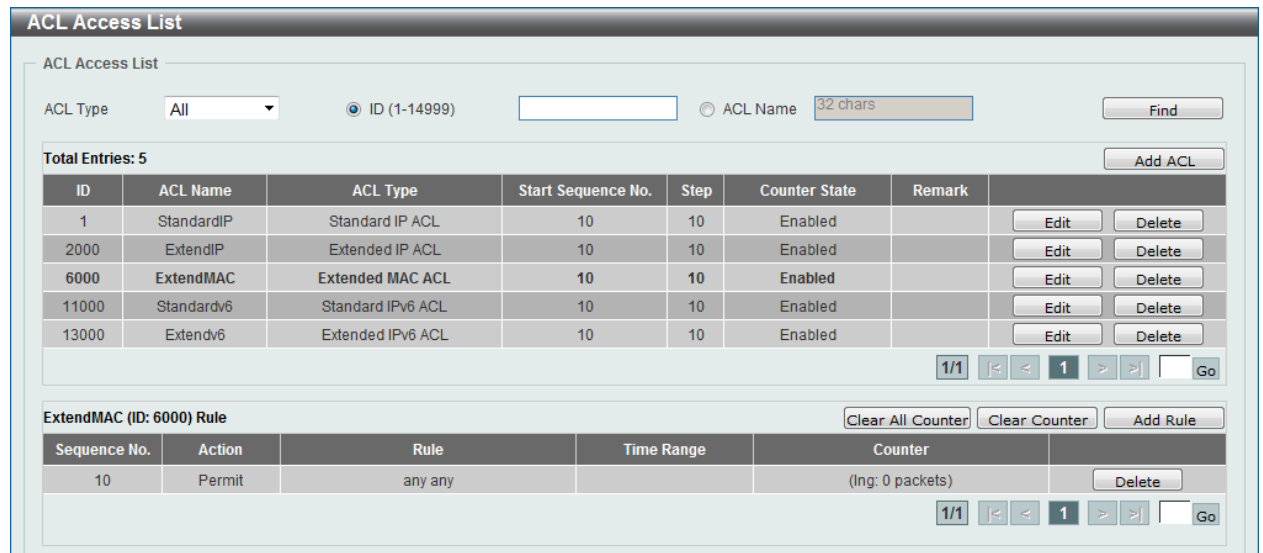 ACL Access List
ACL Access List
ACL Type All ID (1-14999) ACL Name 32 chars Find
Total Entries: 5 Add ACL
ID ACL Name ACL Type Start Sequence No. Step Counter State Remark
1 StandardIP Standard IP ACL 10 10 Enabled Edit Delete
2000 ExtendIP Extended IP ACL 10 10 Enabled Edit Delete
6000 ExtendMAC Extended MAC ACL 10 10 Enabled Edit Delete
11000 Standardv6 Standard IPv6 ACL 10 10 Enabled Edit Delete
13000 Extendv6 Extended IPv6 ACL 10 10 Enabled Edit Delete
1/1 |< < 1 > >| Go
ExtendMAC (ID: 6000) Rule Clear All Counter Clear Counter Add Rule
Sequence No. Action Rule Time Range Counter
10 Permit any any (Ing: 0 packets) Delete
1/1 |< < 1 > >| Go